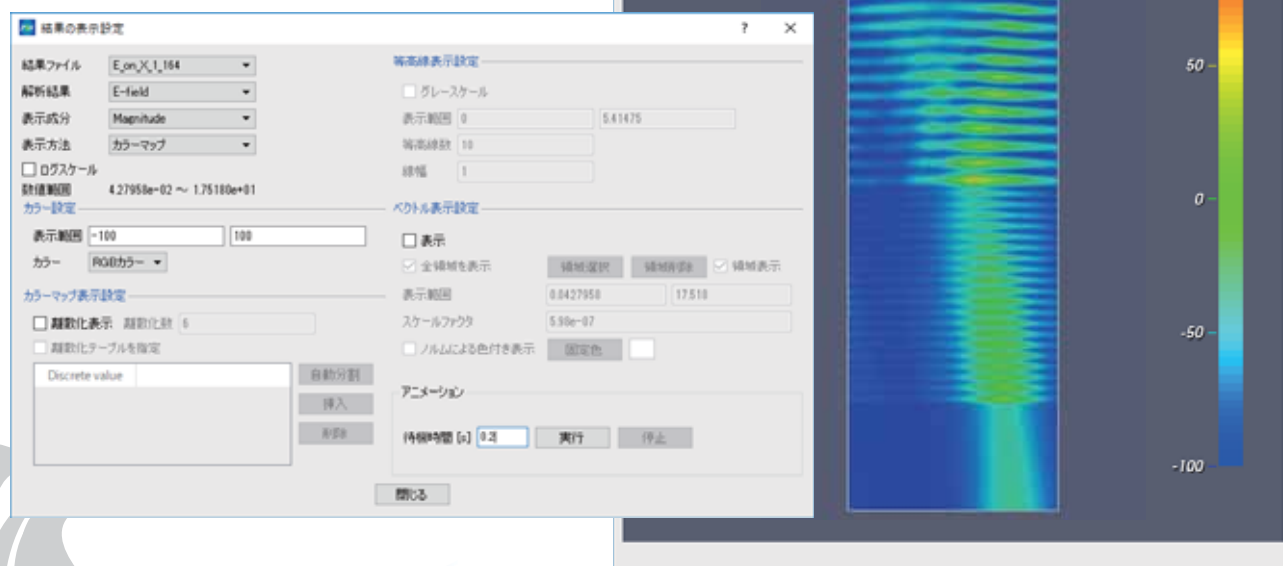 結果の表示設定
? ×
結果ファイル E_on_X_1_164
解析結果 E-field
表示成分 Magnitude
表示方法 カラーマップ
ログスケール
数値範囲 4.27958e-02 ～ 1.75180e+01
カラー設定
表示範囲 -100 100
カラー RGBカラー
カラーマップ表示設定
離散化表示 離散化数 6
離散化テーブルを指定
Discrete value
自動分割
挿入
削除
等高線表示設定
グレースケール
表示範囲 0 5.41475
等高線数 10
線幅 1
ベクトル表示設定
表示
全領域を表示 領域選択 領域削除 領域表示
表示範囲 0.0427958 17.518
スケールファクタ 5.98e-07
ノルムによる色付き表示 固定色
アニメーション
待機時間 [s] 0.2 実行 停止
閉じる
50
0
-50
-100